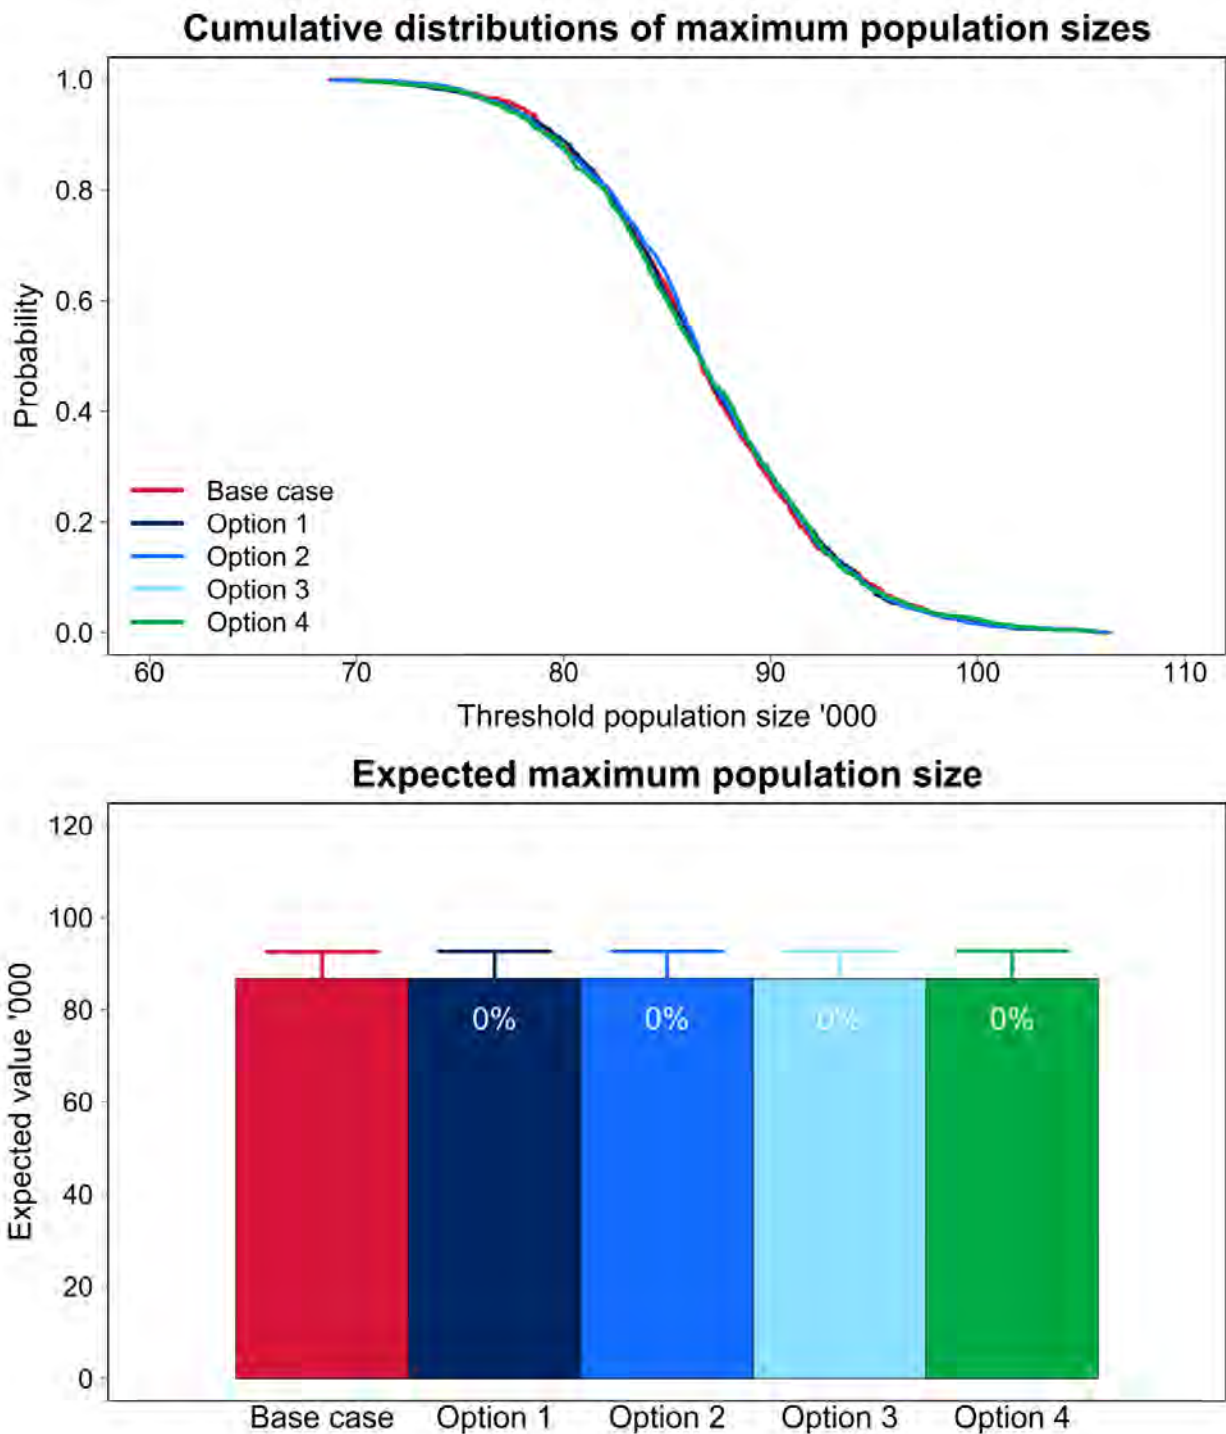 Cumulative distributions of maximum population sizes
1.0
0.8
0.6
0.4
0.2
0.0
Probability
Base case
Option 1
Option 2
Option 3
Option 4
60 70 80 90 100 110
Threshold population size '000
Expected maximum population size
120
100
80
60
40
20
0
Expected value '000
0% 0% 0% 0%
Base case Option 1 Option 2 Option 3 Option 4